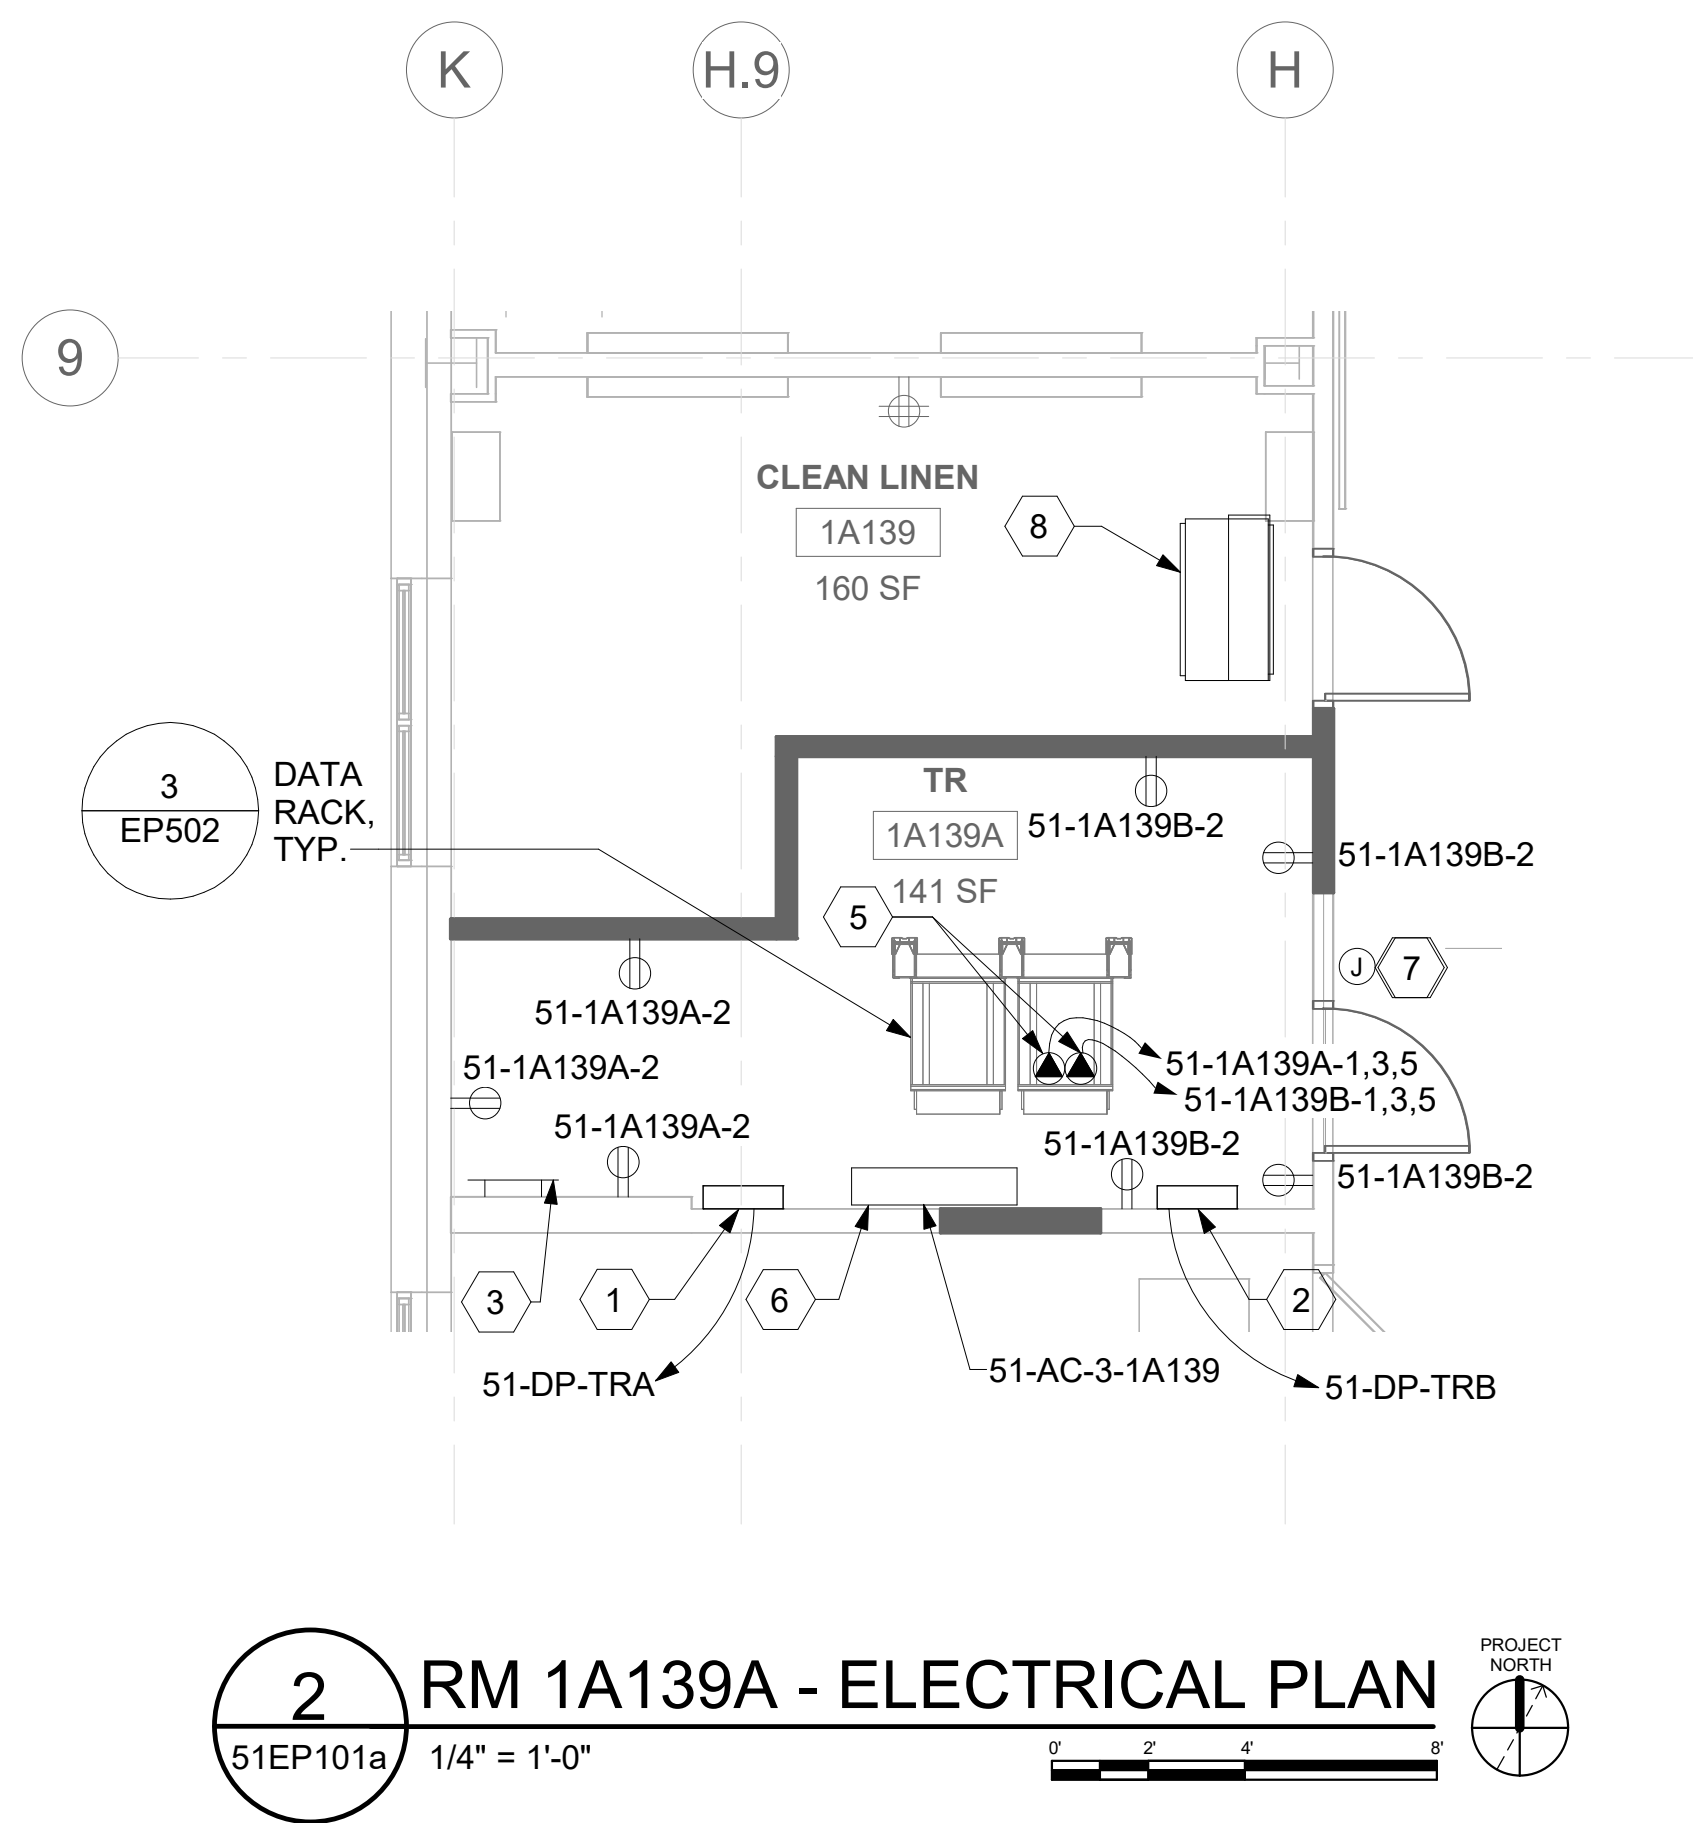 K
H.9
H
9
CLEAN LINEN
1A139
160 SF
8
3
EP502
DATA
RACK,
TYP.
TR
1A139A
141 SF
51-1A139B-2
51-1A139B-2
5
J
7
51-1A139A-2
51-1A139A-2
51-1A139A-1,3,5
51-1A139B-1,3,5
51-1A139A-2
51-1A139B-2
51-1A139B-2
3
1
6
2
51-DP-TRA
51-AC-3-1A139
51-DP-TRB
2
51EP101a
RM 1A139A - ELECTRICAL PLAN
1/4" = 1'-0"
0' 2' 4' 8'
PROJECT
NORTH